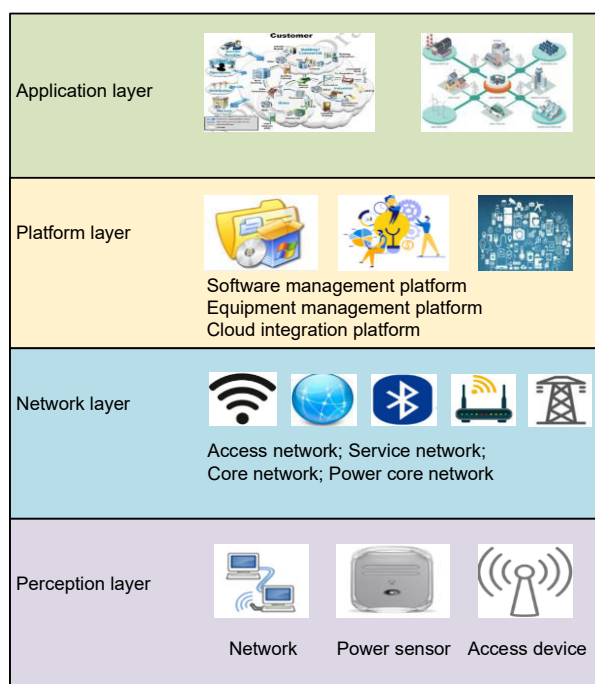 Customer
Application layer
Platform layer
Software management platform
Equipment management platform
Cloud integration platform
Network layer
Access network; Service network;
Core network; Power core network
Perception layer
Network
Power sensor
Access device